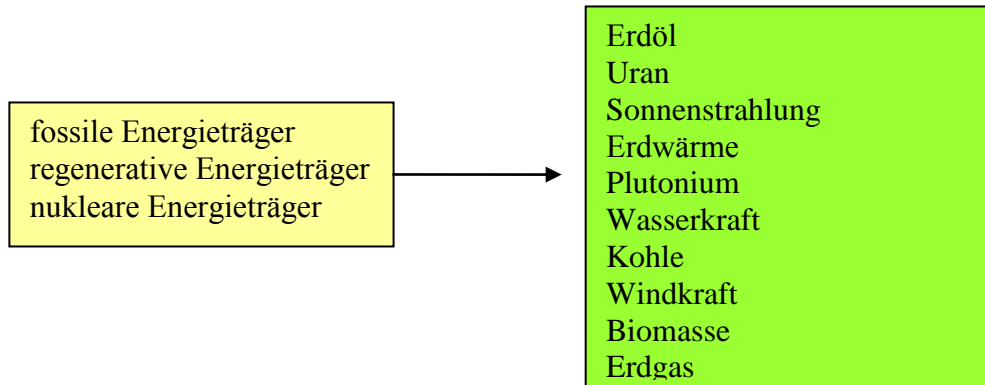 fossile Energieträger
regenerative Energieträger
nukleare Energieträger
Erdöl
Uran
Sonnenstrahlung
Erdwärme
Plutonium
Wasserkraft
Kohle
Windkraft
Biomasse
Erdgas